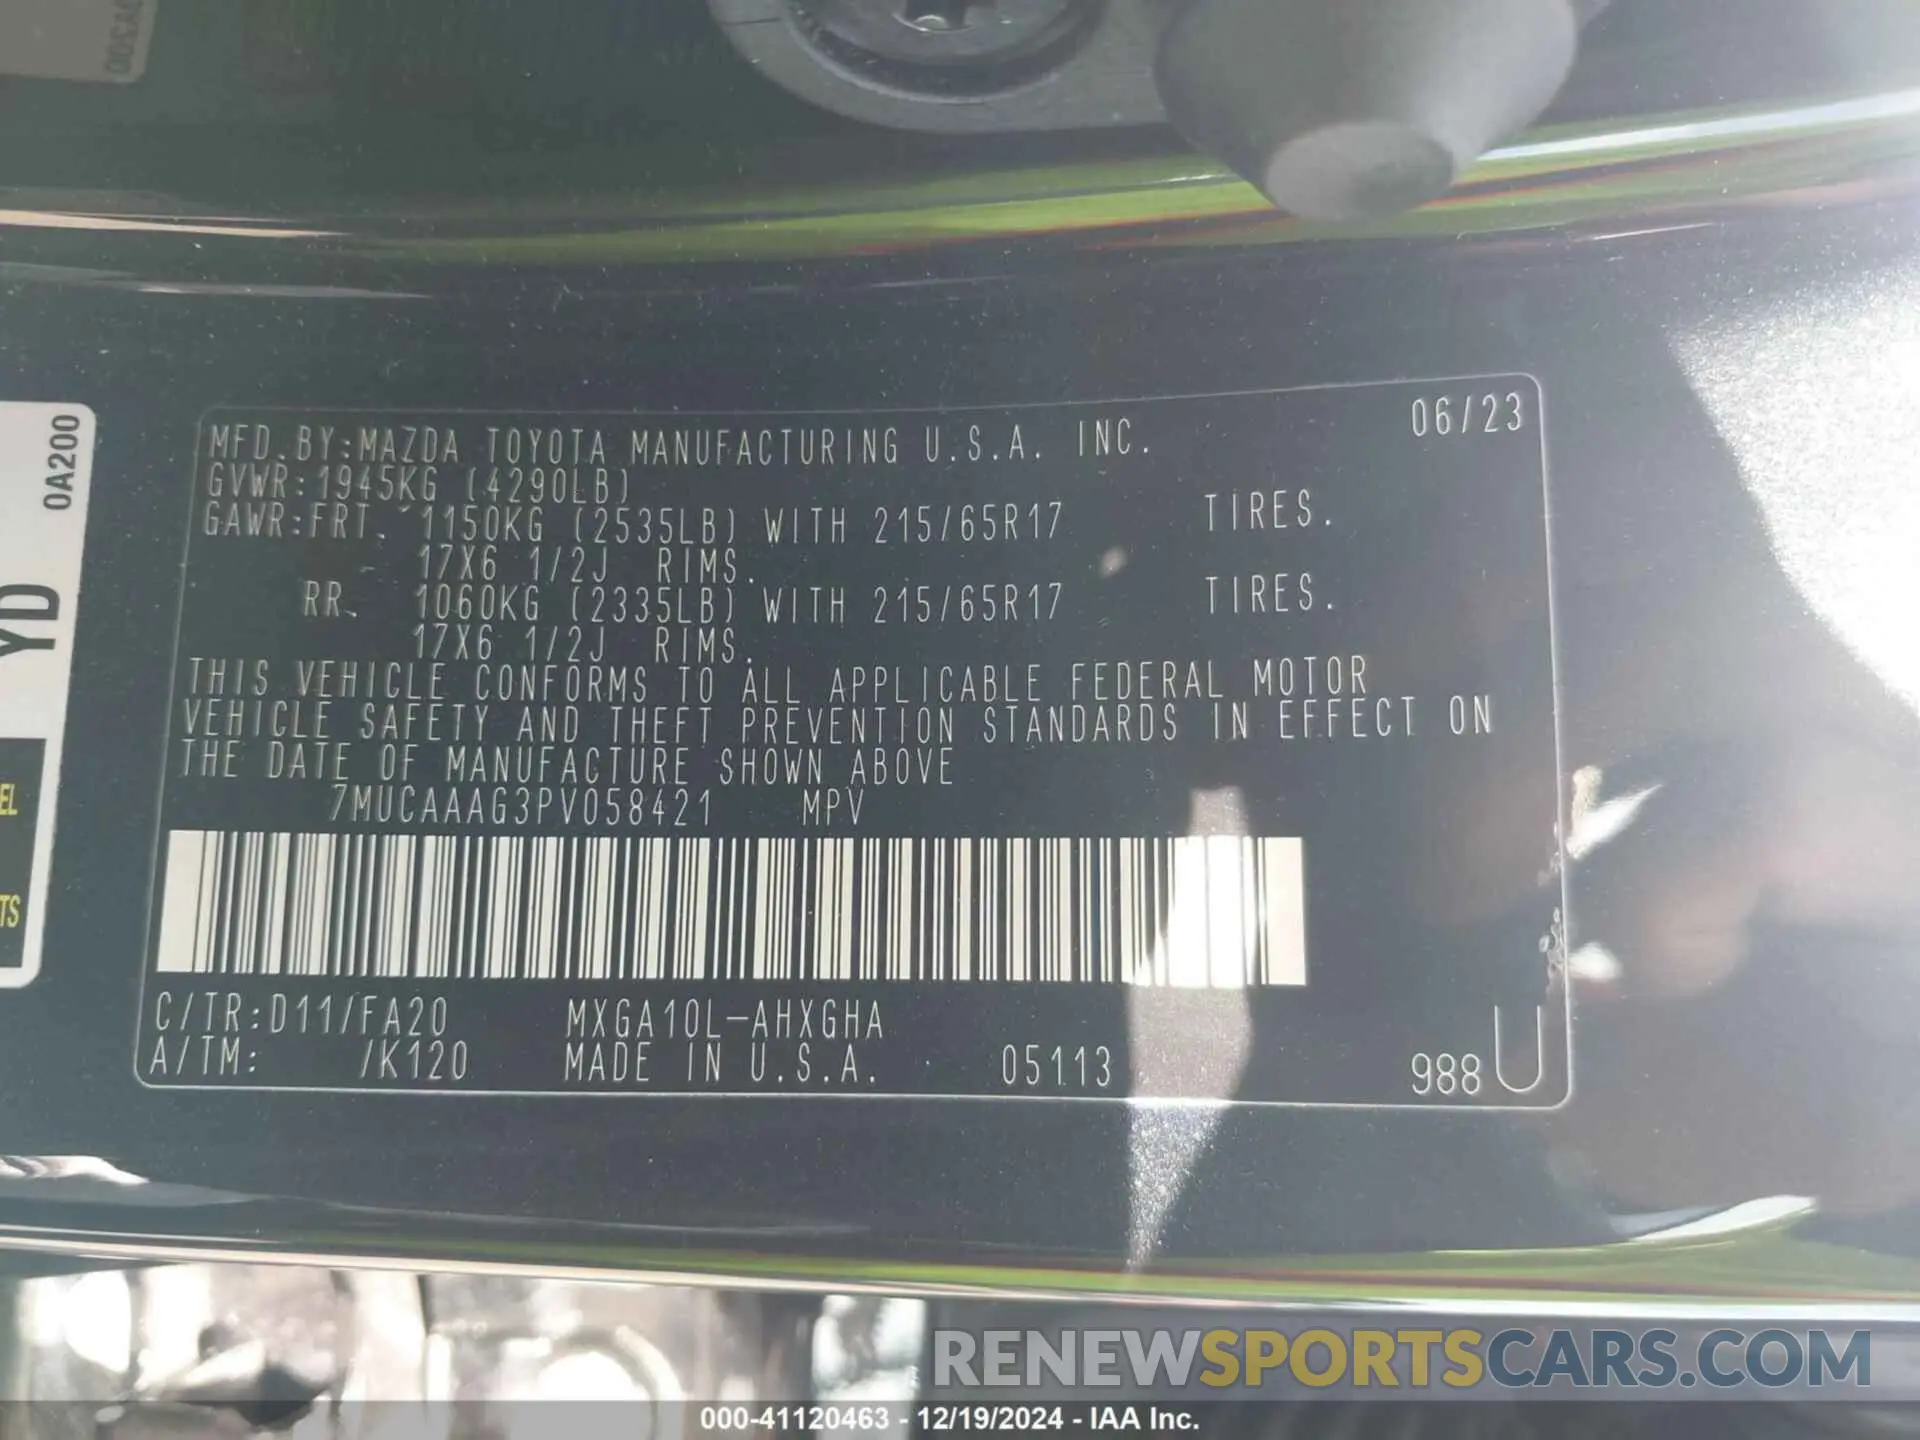 0A500
0A200
YD
EL
TS
MFD.BY:MAZDA TOYOTA MANUFACTURING U.S.A. INC. 06/23
GVWR:1945KG (4290LB)
GAWR:FRT. 1150KG (2535LB) WITH 215/65R17 TIRES.
17X6 1/2J RIMS.
RR. 1060KG (2335LB) WITH 215/65R17 TIRES.
17X6 1/2J RIMS.
THIS VEHICLE CONFORMS TO ALL APPLICABLE FEDERAL MOTOR
VEHICLE SAFETY AND THEFT PREVENTION STANDARDS IN EFFECT ON
THE DATE OF MANUFACTURE SHOWN ABOVE
7MUCAAAG3PV058421 MPV
C/TR:D11/FA20 MXGA10L-AHXGHA
A/TM: /K120 MADE IN U.S.A. 05113 988U
RENEWSPORTSCARS.COM
000-41120463 - 12/19/2024 - IAA Inc.